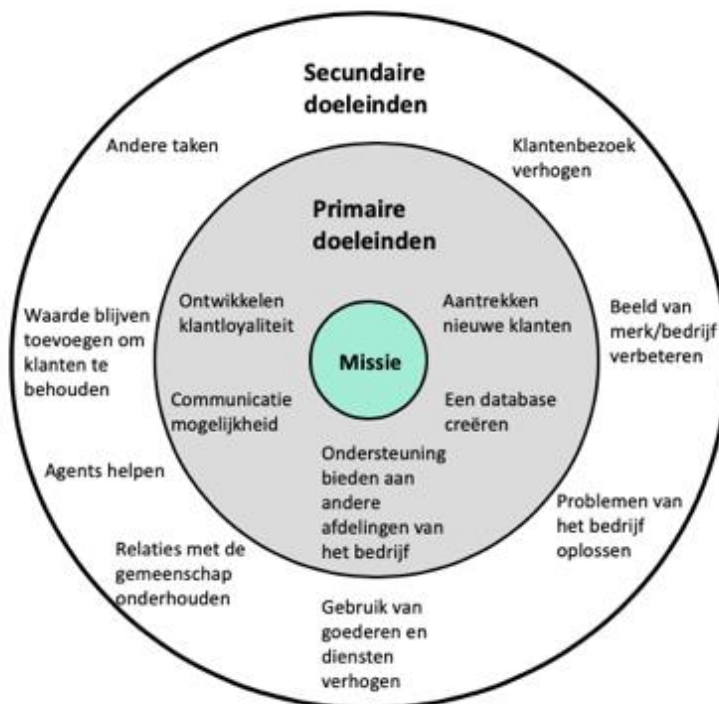 Secundaire
doeleinden
Andere taken
Klantenbezoek
verhogen
Primaire
doeleinden
Ontwikkelen
klantloyaliteit
Aantrekken
nieuwe klanten
Waarde blijven
toevoegen om
klanten te
behouden
Beeld van
merk/bedrijf
verbeteren
Missie
Communicatie
mogelijkheid
Een database
creëren
Ondersteuning
bieden aan
andere
afdelingen van
het bedrijf
Agents helpen
Problemen van
het bedrijf
oplossen
Relaties met de
gemeenschap
onderhouden
Gebruik van
goederen en
diensten
verhogen